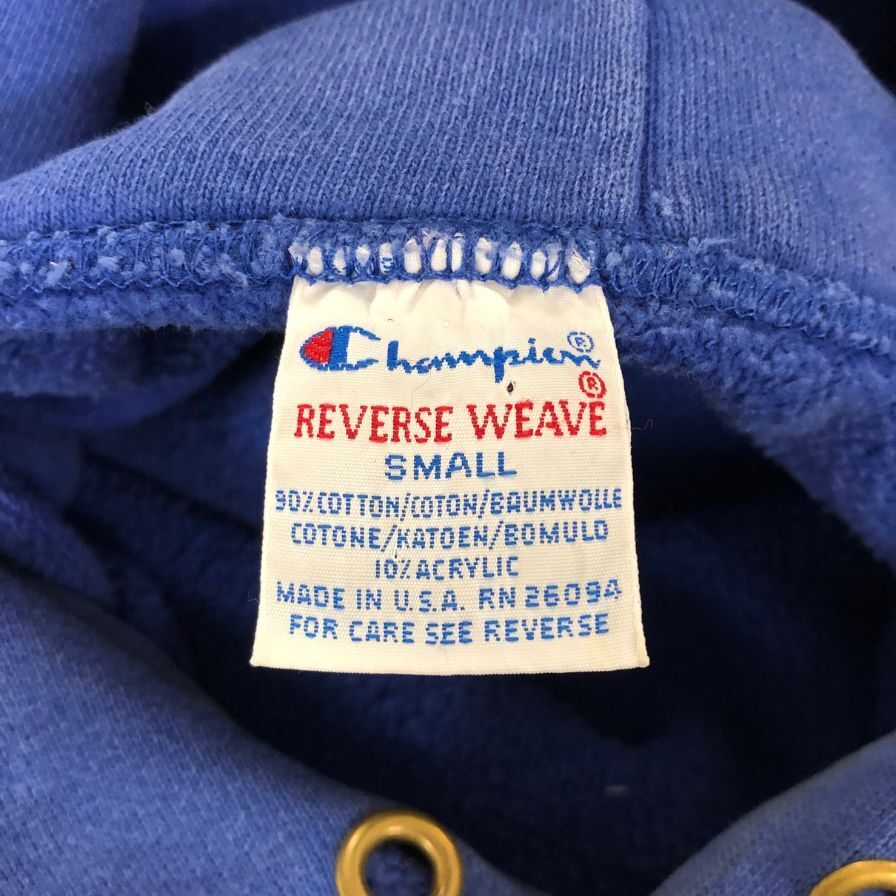 Champion®
REVERSE WEAVE®
SMALL
90% COTTON/COTON/BAUMWOLLE
COTONE/KATOEN/BOMULD
10% ACRYLIC
MADE IN U.S.A. RN 26094
FOR CARE SEE REVERSE